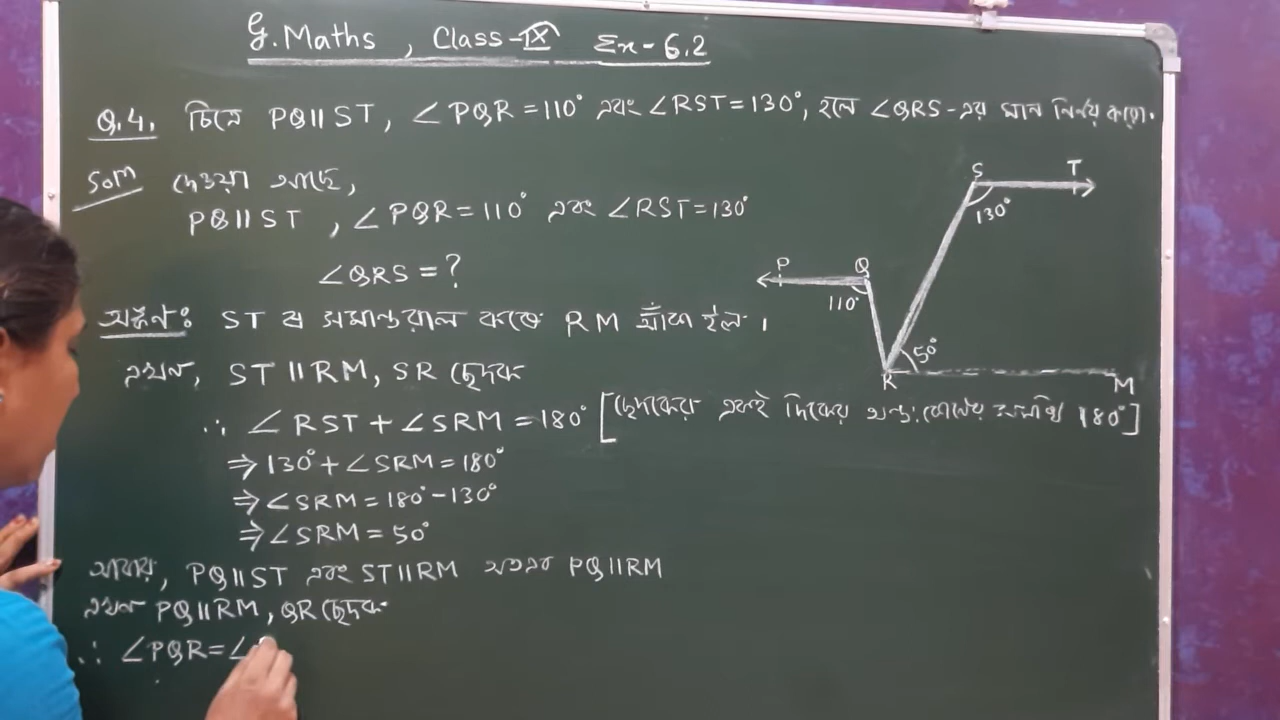 G. Maths , Class-IX Ex-6.2
Q.4. চিত্রে PQ∥ST, ∠PQR=110° এবং ∠RST=130°, হলে ∠QRS-এর মান নির্ণয় করো.
Solⁿ দেওয়া আছে,
PQ∥ST , ∠PQR=110° এবং ∠RST=130°
∠QRS=?
অঙ্কন: ST ৰ সমান্তরাল করে RM আঁকা হল।
এখন, ST∥RM, SR ছেদক
∴ ∠RST+∠SRM=180° [ছেদকের একই দিকের অন্তঃকোণের সমষ্টি 180°]
⇒130°+∠SRM=180°
⇒∠SRM=180°-130°
⇒∠SRM=50°
আবার, PQ∥ST এবং ST∥RM অতএব PQ∥RM
এখন PQ∥RM, QR ছেদক
∴ ∠PQR=∠
S T
130°
P Q
110°
50°
R M